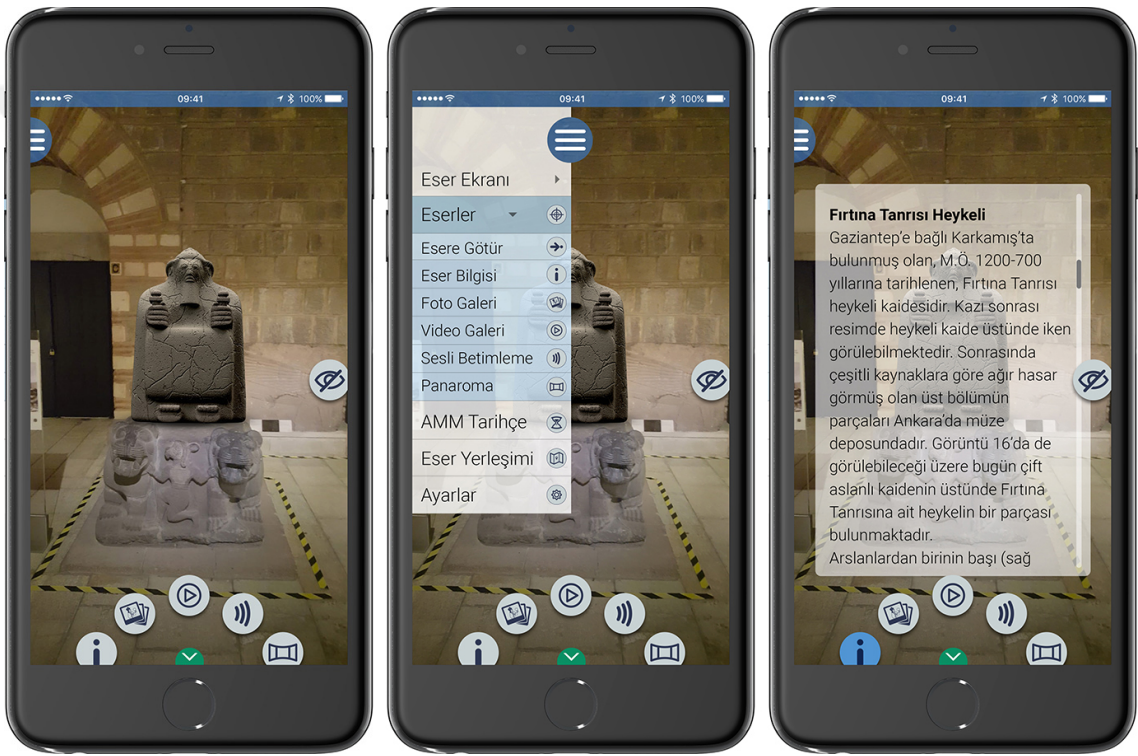 09:41
100%
09:41
100%
Eser Ekranı
Eserler
Esere Götür
Eser Bilgisi
Foto Galeri
Video Galeri
Sesli Betimleme
Panaroma
AMM Tarihçe
Eser Yerleşimi
Ayarlar
09:41
100%
Fırtına Tanrısı Heykeli
Gaziantep'e bağlı Karkamış'ta
bulunmuş olan, M.Ö. 1200-700
yıllarına tarihlenen, Fırtına Tanrısı
heykeli kaidesidir. Kazı sonrası
resimde heykeli kaide üstünde iken
görülebilmektedir. Sonrasında
çeşitli kaynaklara göre ağır hasar
görmüş olan üst bölümün
parçaları Ankara'da müze
deposundadır. Görüntü 16'da de
görülebileceği üzere bugün çift
aslanlı kaidenin üstünde Fırtına
Tanrısına ait heykelin bir parçası
bulunmaktadır.
Arslanlardan birinin başı (sağ